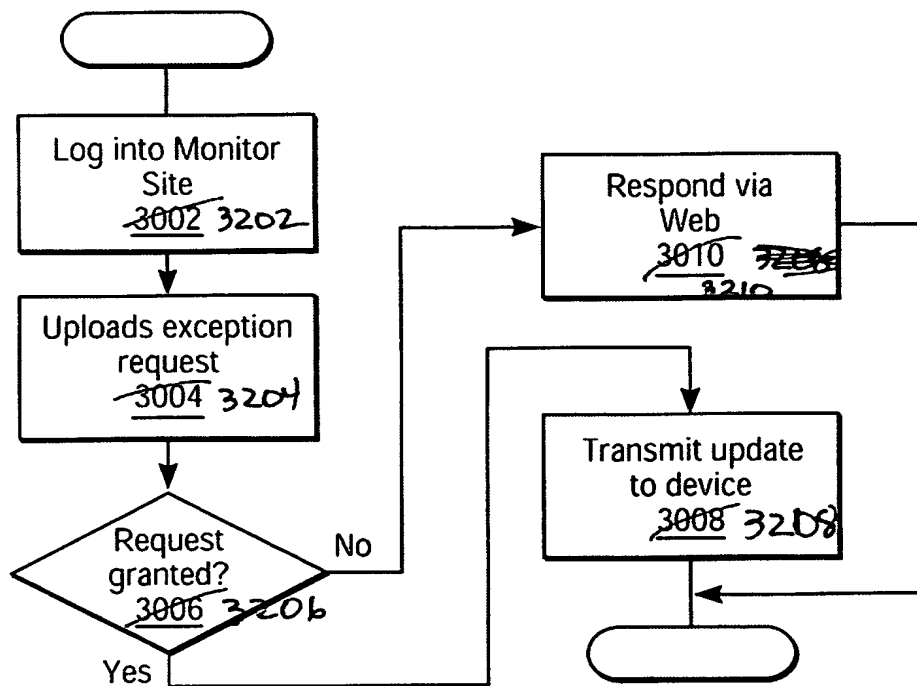 Log into Monitor
Site
3002 3202
Uploads exception
request
3004 3204
Request
granted?
3006 3206
No
Yes
Respond via
Web
3010
3210
Transmit update
to device
3008 3208